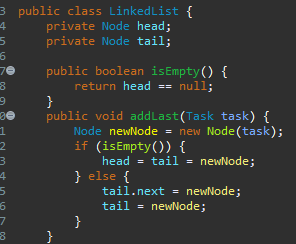 3 public class LinkedList {
4     private Node head;
5     private Node tail;
6
7     public boolean isEmpty() {
8         return head == null;
9     }
0     public void addLast(Task task) {
1         Node newNode = new Node(task);
2         if (isEmpty()) {
3             head = tail = newNode;
4         } else {
5             tail.next = newNode;
6             tail = newNode;
7         }
8     }